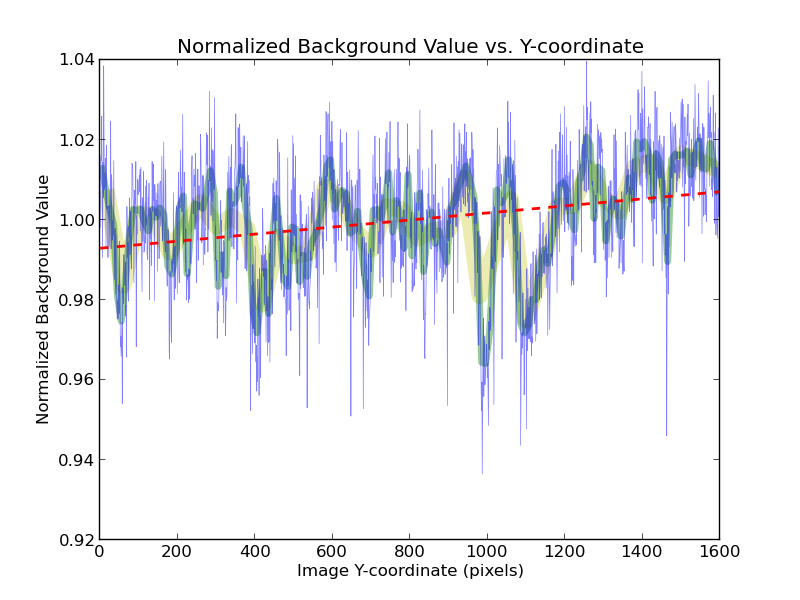 Normalized Background Value vs. Y-coordinate
1.04
1.02
1.00
0.98
0.96
0.94
0.92
Normalized Background Value
0 200 400 600 800 1000 1200 1400 1600
Image Y-coordinate (pixels)